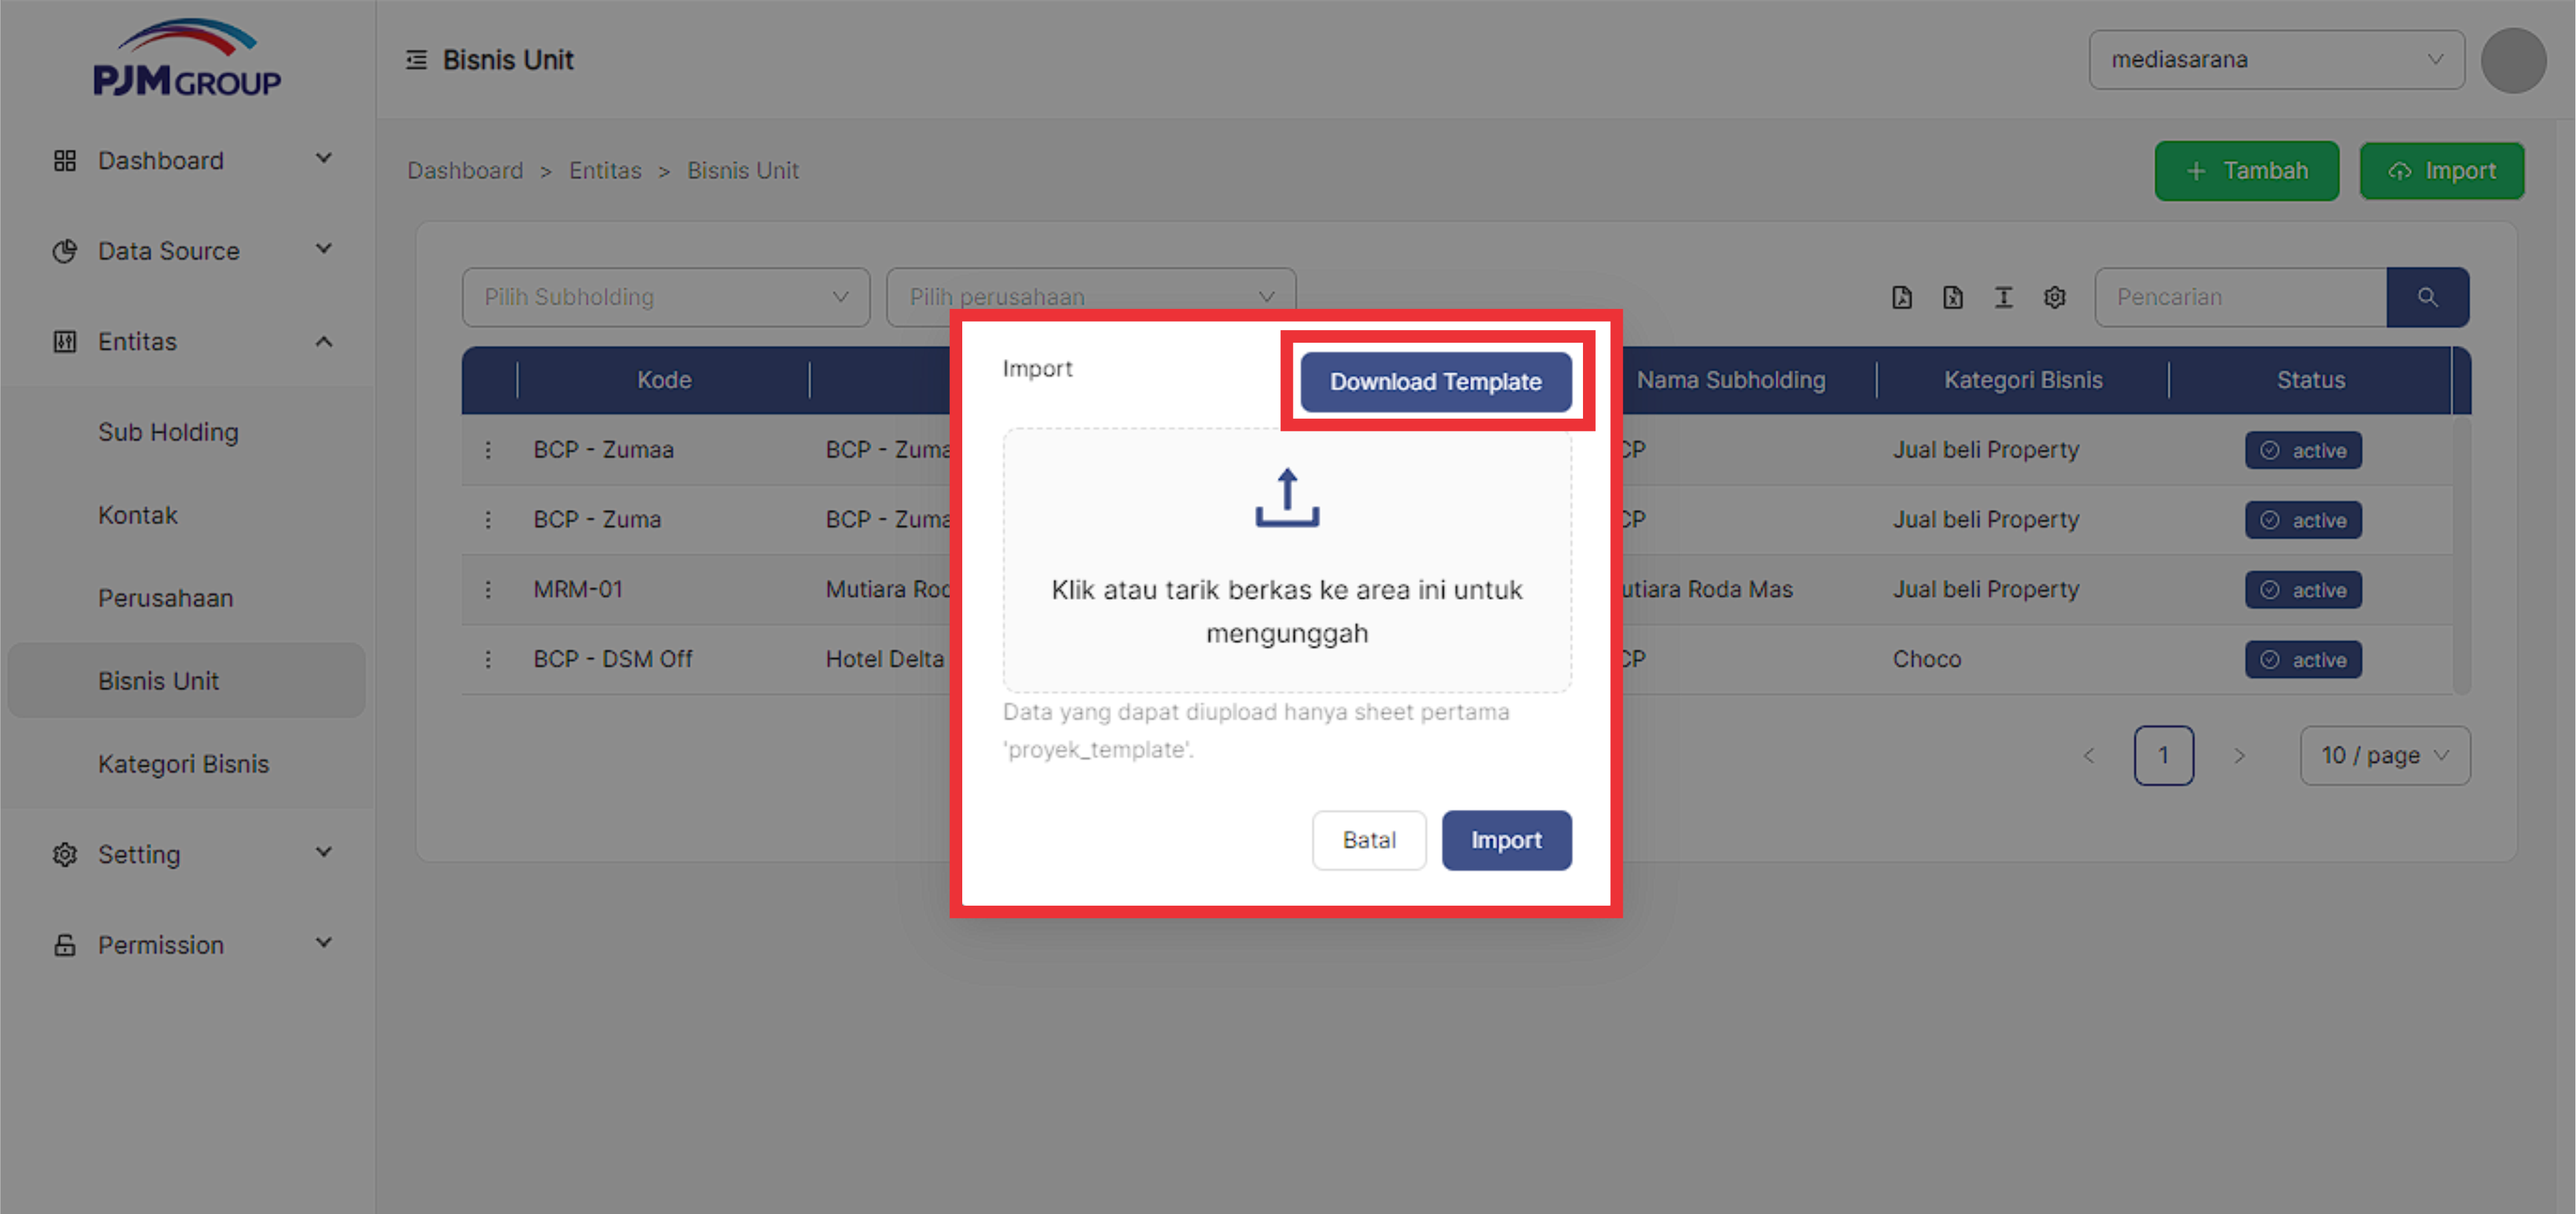 PJM GROUP
Bisnis Unit
mediasarana
Dashboard
Data Source
Entitas
Sub Holding
Kontak
Perusahaan
Bisnis Unit
Kategori Bisnis
Setting
Permission
Dashboard > Entitas > Bisnis Unit
+ Tambah
Import
Pilih Subholding
Pilih perusahaan
Pencarian
Kode
Nama Subholding
Kategori Bisnis
Status
BCP - Zumaa
BCP - Zuma
CP
Jual beli Property
active
BCP - Zuma
BCP - Zuma
CP
Jual beli Property
active
MRM-01
Mutiara Rod
utiara Roda Mas
Jual beli Property
active
BCP - DSM Off
Hotel Delta
CP
Choco
active
< 1 >
10 / page
Import
Download Template
Klik atau tarik berkas ke area ini untuk
mengunggah
Data yang dapat diupload hanya sheet pertama
'proyek_template'.
Batal
Import